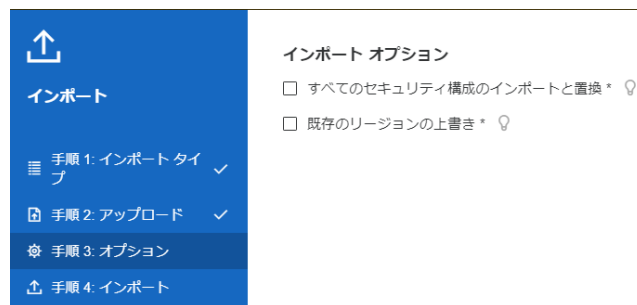 インポート
手順 1: インポート タイ
プ
手順 2: アップロード
手順 3: オプション
手順 4: インポート
インポート オプション
すべてのセキュリティ構成のインポートと置換 *
既存のリージョンの上書き *